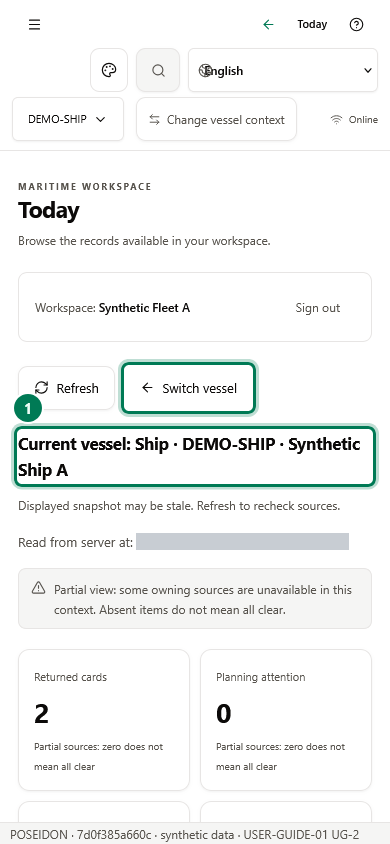 Today
English
DEMO-SHIP
Change vessel context
Online
MARITIME WORKSPACE
Today
Browse the records available in your workspace.
Workspace: Synthetic Fleet A
Sign out
Refresh
Switch vessel
1
Current vessel: Ship · DEMO-SHIP · Synthetic
Ship A
Displayed snapshot may be stale. Refresh to recheck sources.
Read from server at:
Partial view: some owning sources are unavailable in this
context. Absent items do not mean all clear.
Returned cards
2
Partial sources: zero does not
mean all clear
Planning attention
0
Partial sources: zero does not
mean all clear
POSEIDON · 7d0f385a660c · synthetic data · USER-GUIDE-01 UG-2